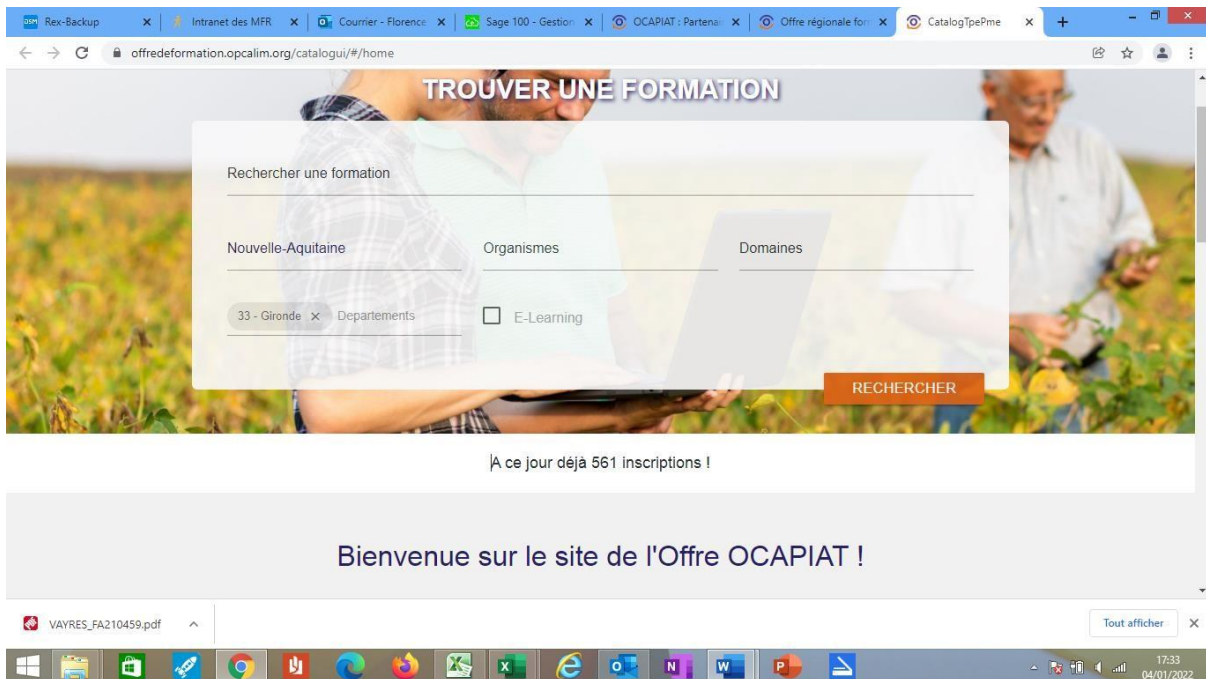 Rex-Backup
Intranet des MFR
Courrier - Florence
Sage 100 - Gestion
OCAPIAT : Partenai
Offre régionale for
CatalogTpePme
offredeformation.opcalim.org/catalogui/#/home
TROUVER UNE FORMATION
Rechercher une formation
Nouvelle-Aquitaine Organismes Domaines
33 - Gironde Departements E-Learning
RECHERCHER
A ce jour déjà 561 inscriptions !
Bienvenue sur le site de l'Offre OCAPIAT !
VAYRES_FA210459.pdf
Tout afficher
17:33
04/01/2022